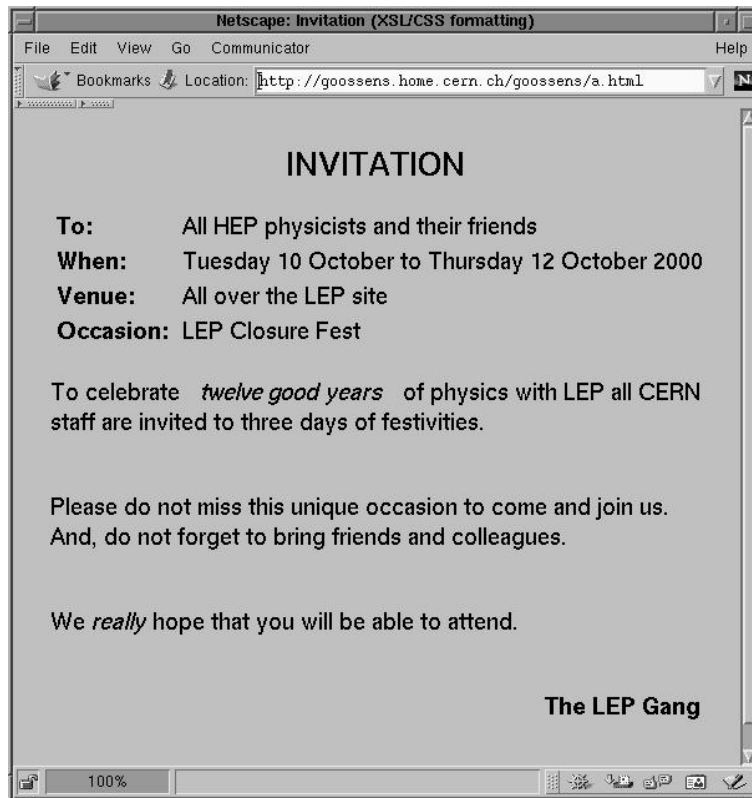 Netscape: Invitation (XSL/CSS formatting)
File Edit View Go Communicator Help
Bookmarks Location: http://goossens.home.cern.ch/goossens/a.html N
INVITATION
To: All HEP physicists and their friends
When: Tuesday 10 October to Thursday 12 October 2000
Venue: All over the LEP site
Occasion: LEP Closure Fest
To celebrate twelve good years of physics with LEP all CERN
staff are invited to three days of festivities.
Please do not miss this unique occasion to come and join us.
And, do not forget to bring friends and colleagues.
We really hope that you will be able to attend.
The LEP Gang
100%